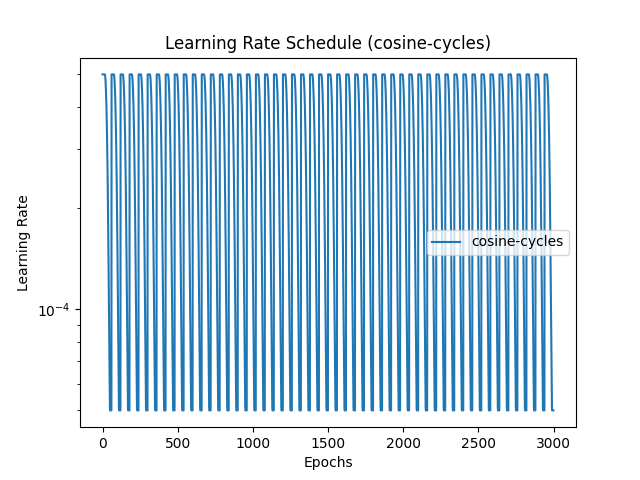 Learning Rate Schedule (cosine-cycles)
Learning Rate
10⁻⁴
cosine-cycles
0 500 1000 1500 2000 2500 3000
Epochs